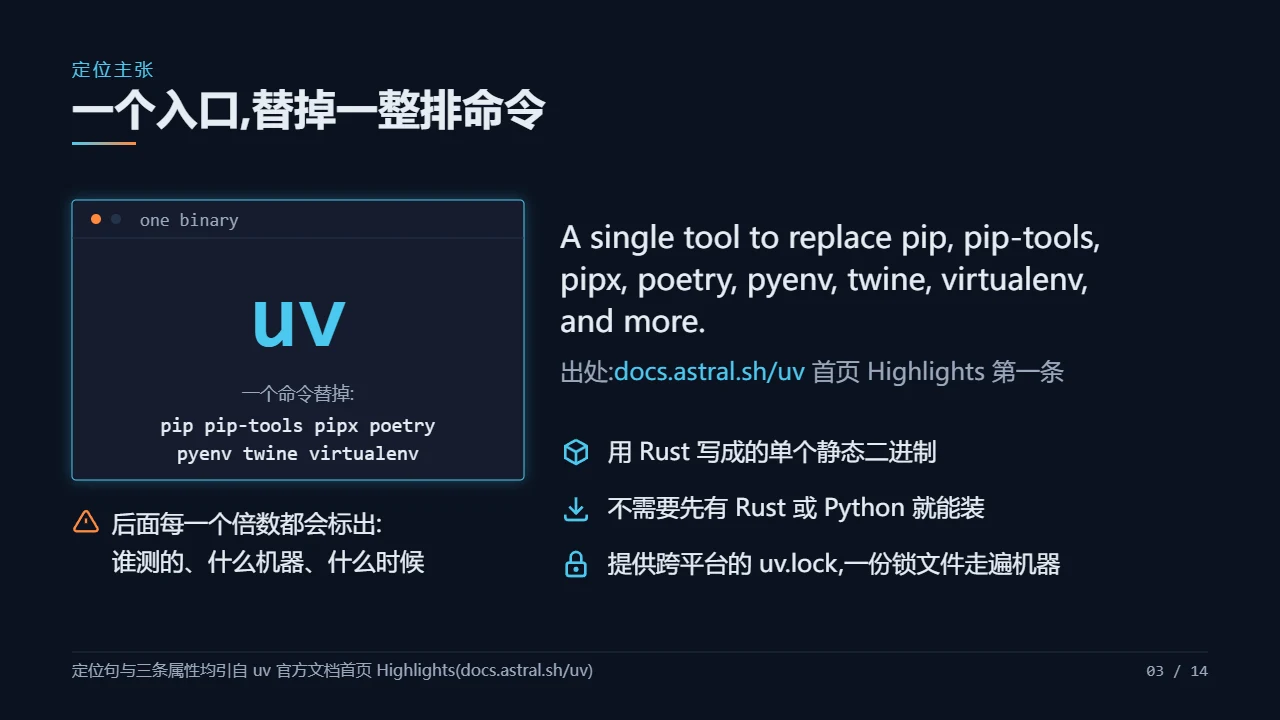 定位主张
一个入口,替掉一整排命令
one binary
uv
一个命令替掉:
pip pip-tools pipx poetry
pyenv twine virtualenv
后面每一个倍数都会标出:
谁测的、什么机器、什么时候
A single tool to replace pip, pip-tools,
pipx, poetry, pyenv, twine, virtualenv,
and more.
出处:docs.astral.sh/uv 首页 Highlights 第一条
用 Rust 写成的单个静态二进制
不需要先有 Rust 或 Python 就能装
提供跨平台的 uv.lock,一份锁文件走遍机器
定位句与三条属性均引自 uv 官方文档首页 Highlights(docs.astral.sh/uv)
03 / 14